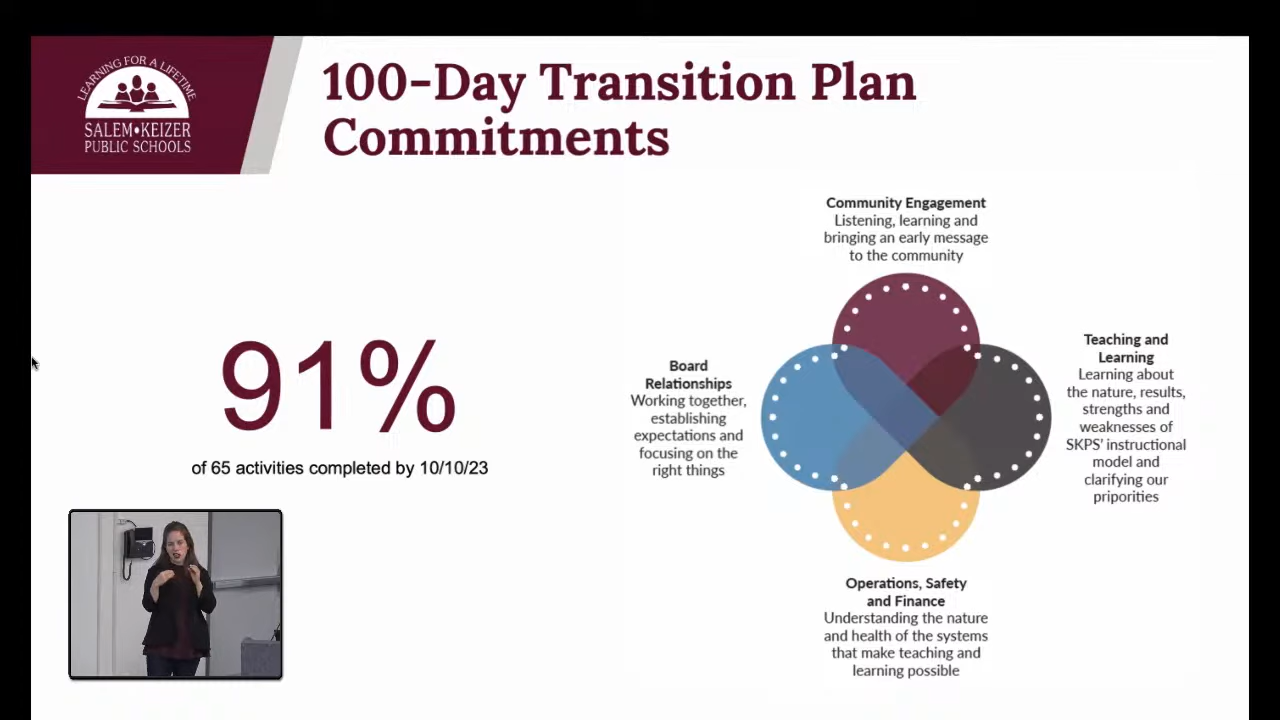 LEARNING FOR A LIFETIME
SALEM•KEIZER
PUBLIC SCHOOLS
100-Day Transition Plan
Commitments
91%
of 65 activities completed by 10/10/23
Community Engagement
Listening, learning and
bringing an early message
to the community
Board
Relationships
Working together,
establishing
expectations and
focusing on the
right things
Teaching and
Learning
Learning about
the nature, results,
strengths and
weaknesses of
SKPS' instructional
model and
clarifying our
priporities
Operations, Safety
and Finance
Understanding the nature
and health of the systems
that make teaching and
learning possible